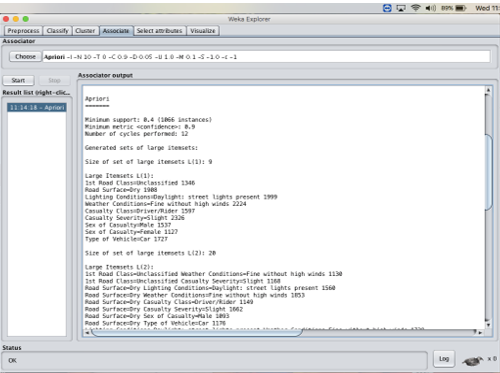 89%
Wed 11:
Weka Explorer
Preprocess Classify Cluster Associate Select attributes Visualize
Associator
Choose Apriori -I -N 10 -T 0 -C 0.9 -D 0.05 -U 1.0 -M 0.1 -S -1.0 -c -1
Start Stop
Associator output
Result list (right-clic...
11:14:18 - Apriori
Apriori
=======
Minimum support: 0.4 (1066 instances)
Minimum metric <confidence>: 0.9
Number of cycles performed: 12
Generated sets of large itemsets:
Size of set of large itemsets L(1): 9
Large Itemsets L(1):
1st Road Class=Unclassified 1346
Road Surface=Dry 1908
Lighting Conditions=Daylight: street lights present 1999
Weather Conditions=Fine without high winds 2224
Casualty Class=Driver/Rider 1597
Casualty Severity=Slight 2326
Sex of Casualty=Male 1537
Sex of Casualty=Female 1127
Type of Vehicle=Car 1727
Size of set of large itemsets L(2): 20
Large Itemsets L(2):
1st Road Class=Unclassified Weather Conditions=Fine without high winds 1130
1st Road Class=Unclassified Casualty Severity=Slight 1168
Road Surface=Dry Lighting Conditions=Daylight: street lights present 1560
Road Surface=Dry Weather Conditions=Fine without high winds 1853
Road Surface=Dry Casualty Class=Driver/Rider 1149
Road Surface=Dry Casualty Severity=Slight 1662
Road Surface=Dry Sex of Casualty=Male 1093
Road Surface=Dry Type of Vehicle=Car 1176
Status
OK
Log
x 0